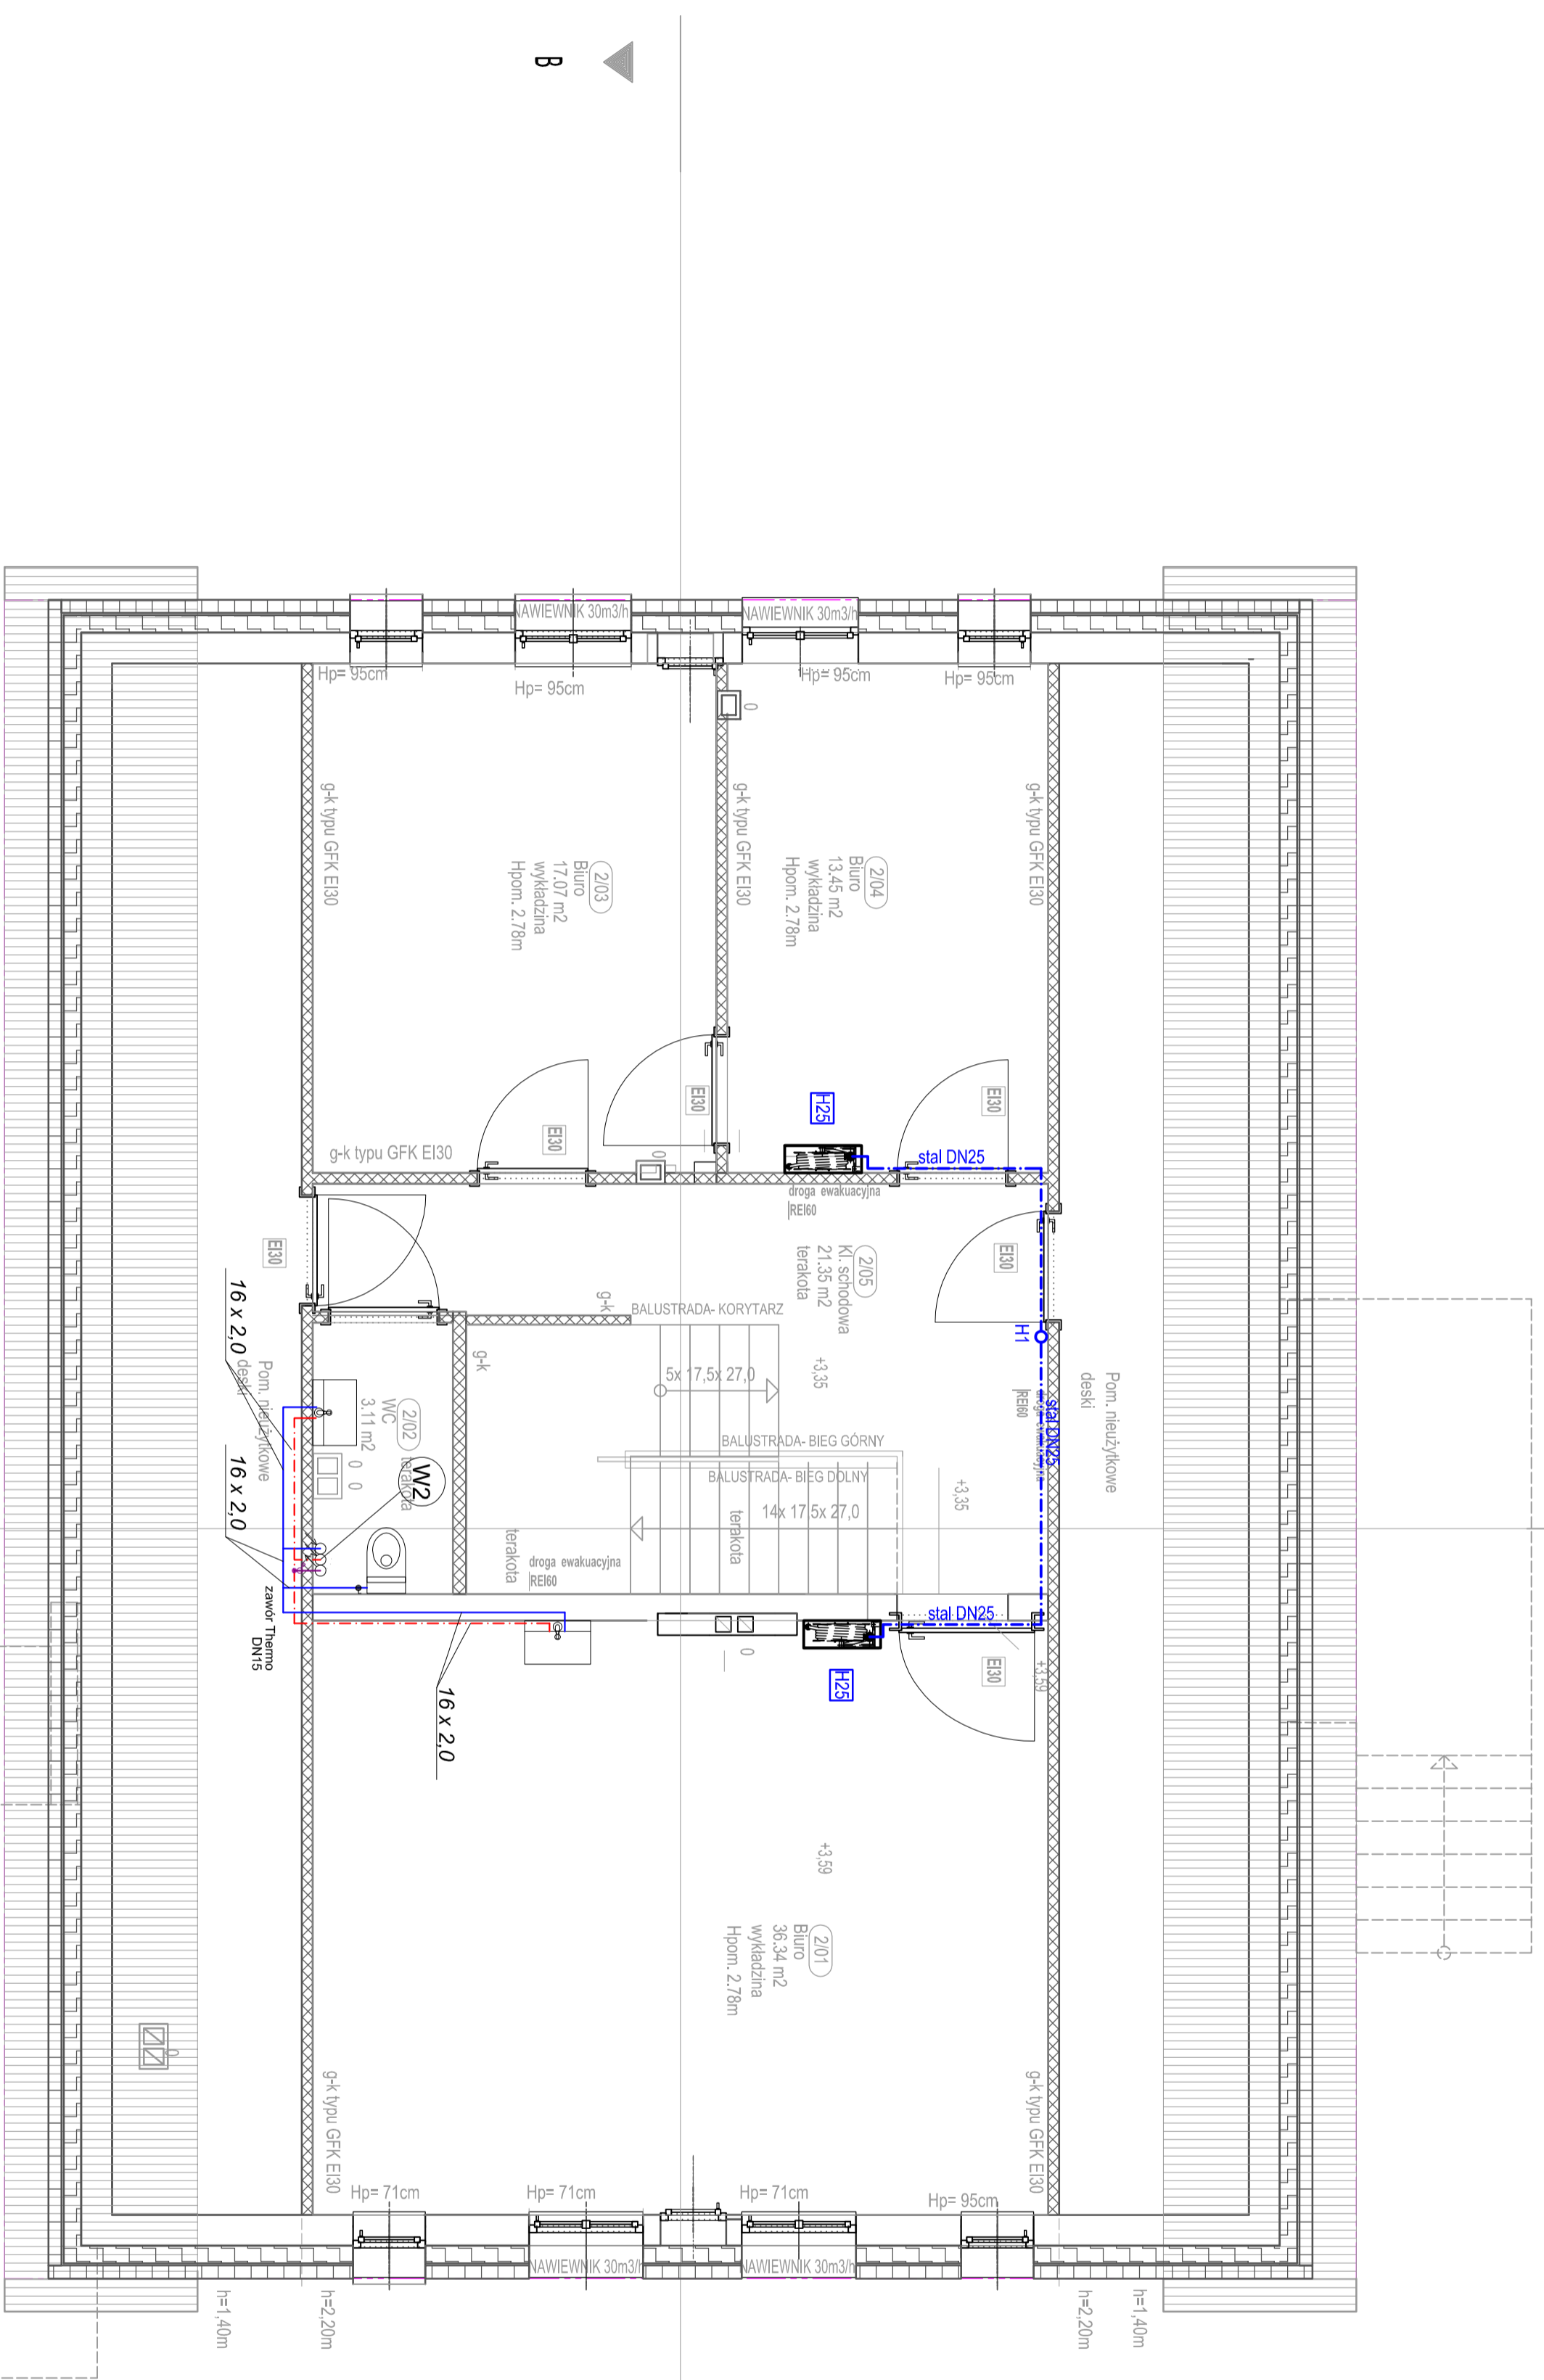 B
NAWIEWNIK 30m3/h
NAWIEWNIK 30m3/h
Hp= 95cm
Hp= 95cm
Hp= 95cm
Hp= 95cm
0
g-k typu GFK EI30
g-k typu GFK EI30
g-k typu GFK EI30
2/03
Biuro
17.07 m2
wykładzina
Hpom. 2.78m
2/04
Biuro
13.45 m2
wykładzina
Hpom. 2.78m
EI30
EI30
EI30
H25
g-k typu GFK EI30
0
stal DN25
droga ewakuacyjna
REI60
EI30
EI30
2/05
Kl. schodowa
21.35 m2
terakota
16 x 2,0
g-k
BALUSTRADA- KORYTARZ
H1
g-k
+3,35
5x 17,5x 27,0
Pom. nieużytkowe
deski
Pom. nieużytkowe
deski
droga ewakuacyjna
REI60
stal DN25
2/02
WC
3.11 m2
terakota
0
0
W2
BALUSTRADA- BIEG GÓRNY
BALUSTRADA- BIEG DOLNY
14x 17,5x 27,0
+3,35
16 x 2,0
terakota
terakota
droga ewakuacyjna
REI60
zawór Thermo
DN15
stal DN25
0
EI30
+3,59
H25
16 x 2,0
+3,59
2/01
Biuro
36.34 m2
wykładzina
Hpom. 2.78m
0
g-k typu GFK EI30
g-k typu GFK EI30
Hp= 71cm
Hp= 71cm
Hp= 71cm
Hp= 95cm
NAWIEWNIK 30m3/h
NAWIEWNIK 30m3/h
h=1,40m
h=2,20m
h=2,20m
h=1,40m